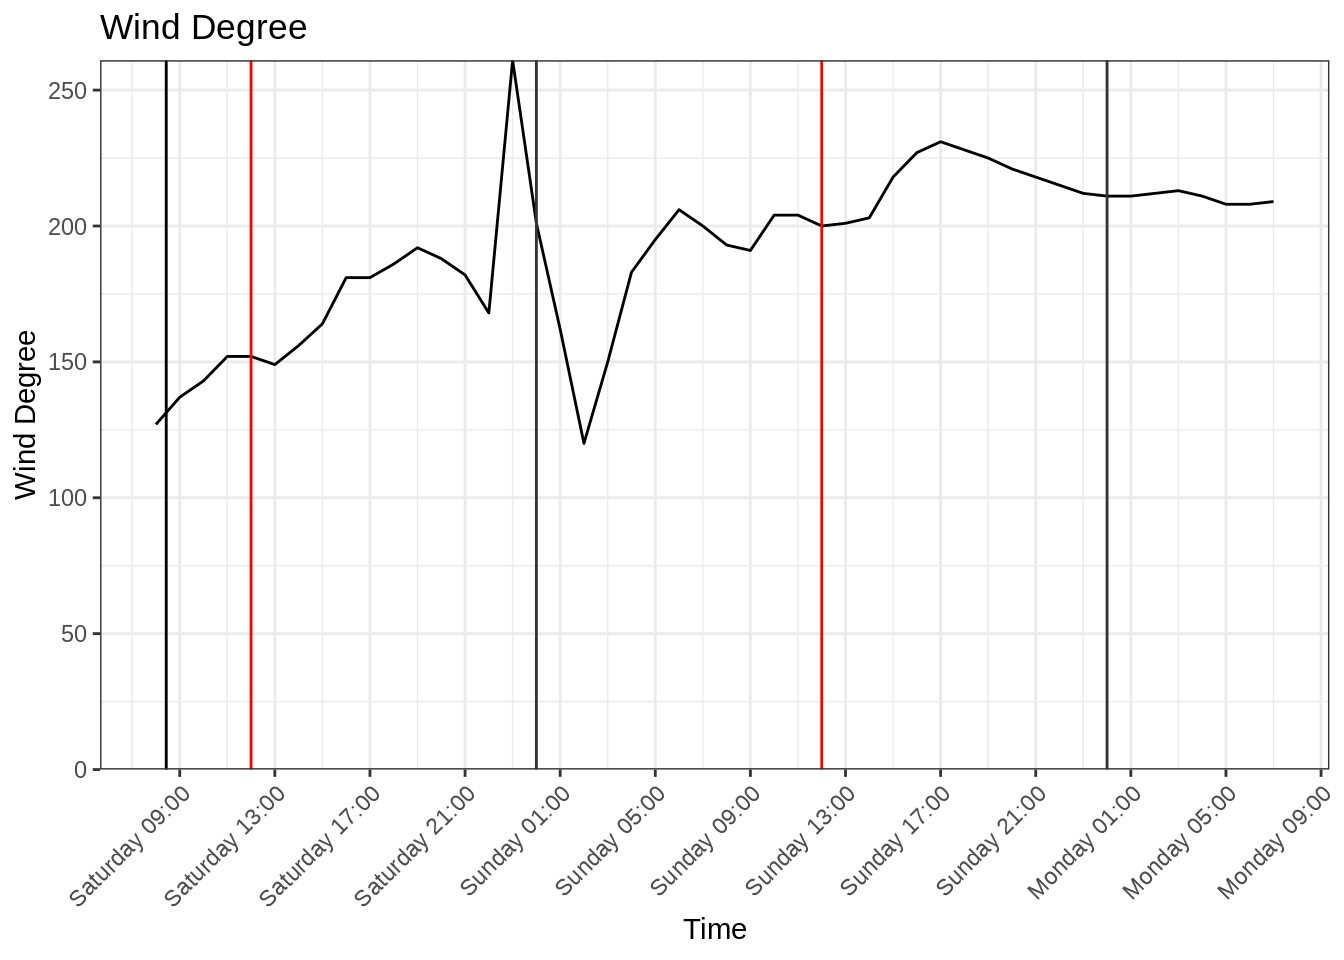 Wind Degree
Wind Degree
250
200
150
100
50
0
Saturday 09:00
Saturday 13:00
Saturday 17:00
Saturday 21:00
Sunday 01:00
Sunday 05:00
Sunday 09:00
Sunday 13:00
Sunday 17:00
Sunday 21:00
Monday 01:00
Monday 05:00
Monday 09:00
Time